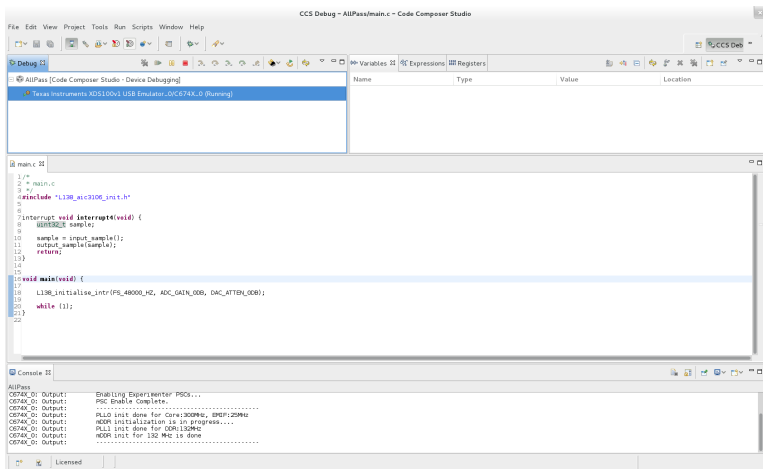 CCS Debug - AllPass/main.c - Code Composer Studio
File Edit View Project Tools Run Scripts Window Help
CCS Deb
Debug
Variables Expressions Registers
AllPass [Code Composer Studio - Device Debugging]
Texas Instruments XDS100v1 USB Emulator_0/C674X_0 (Running)
Name Type Value Location
main.c
1 /*
2 * main.c
3 */
4 #include "L138_aic3106_init.h"
5
6
7 interrupt void interrupt4(void) {
8 uint32_t sample;
9
10 sample = input_sample();
11 output_sample(sample);
12 return;
13 }
14
15
16 void main(void) {
17
18 L138_initialise_intr(FS_48000_HZ, ADC_GAIN_0DB, DAC_ATTEN_0DB);
19
20 while (1);
21 }
22
Console
AllPass
C674X_0: Output: Enabling Experimenter PSCs...
C674X_0: Output: PSC Enable Complete.
C674X_0: Output: ---------------------------------------------
C674X_0: Output: PLL0 init done for Core:300MHz, EMIF:25MHz
C674X_0: Output: mDDR initialization is in progress....
C674X_0: Output: PLL1 init done for DDR:132MHz
C674X_0: Output: mDDR init for 132 MHz is done
C674X_0: Output: ---------------------------------------------
Licensed